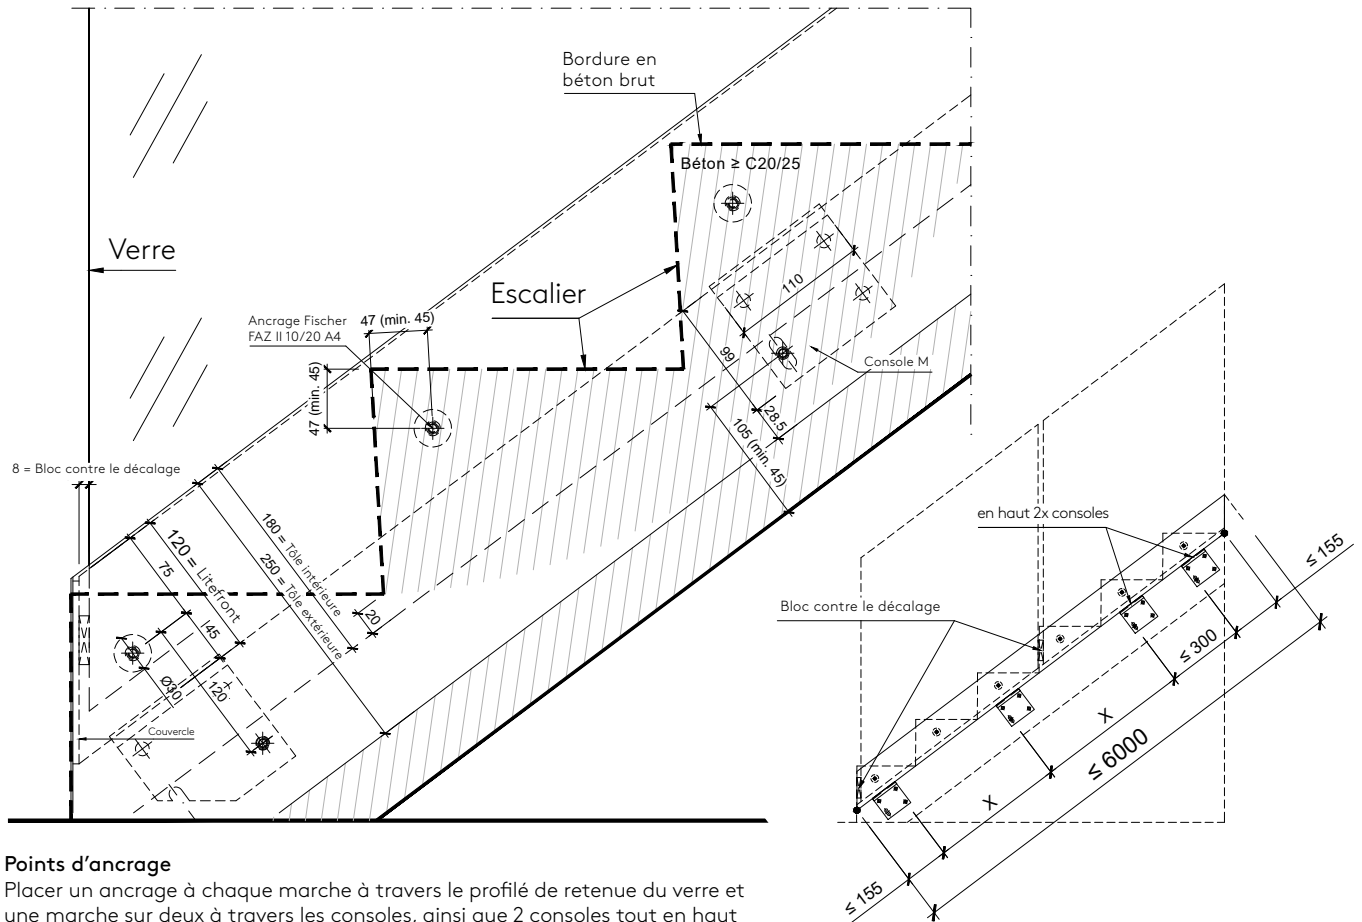 Bordure en
béton brut
Béton ≥ C20/25
Verre
Escalier
Ancrage Fischer
FAZ II 10/20 A4
47 (min. 45)
47 (min. 45)
110
Console M
99
28.5
105 (min. 45)
8 = Bloc contre le décalage
180 = Tôle intérieure
250 = Tôle extérieure
120 = Litefront
75
45
20
Ø30
120
Couvercle
en haut 2x consoles
Bloc contre le décalage
≤ 155
≤ 300
X
≤ 6000
X
≤ 155
Points d'ancrage
Placer un ancrage à chaque marche à travers le profilé de retenue du verre et
une marche sur deux à travers les consoles, ainsi que 2 consoles tout en haut